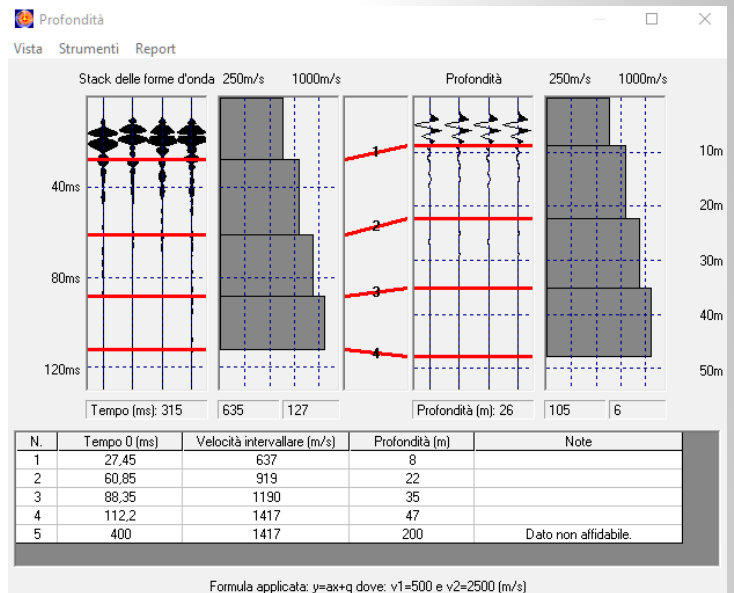 Profondità
Vista Strumenti Report
Stack delle forme d'onda 250m/s 1000m/s Profondità 250m/s 1000m/s
1
10m
40ms
20m
2
30m
80ms
3
40m
4
120ms
50m
Tempo (ms): 315 635 127 Profondità (m): 26 105 6
N. Tempo 0 (ms) Velocità intervallare (m/s) Profondità (m) Note
1 27,45 637 8
2 60,85 919 22
3 88,35 1190 35
4 112,2 1417 47
5 400 1417 200 Dato non affidabile.
Formula applicata: y=ax+q dove: v1=500 e v2=2500 (m/s)